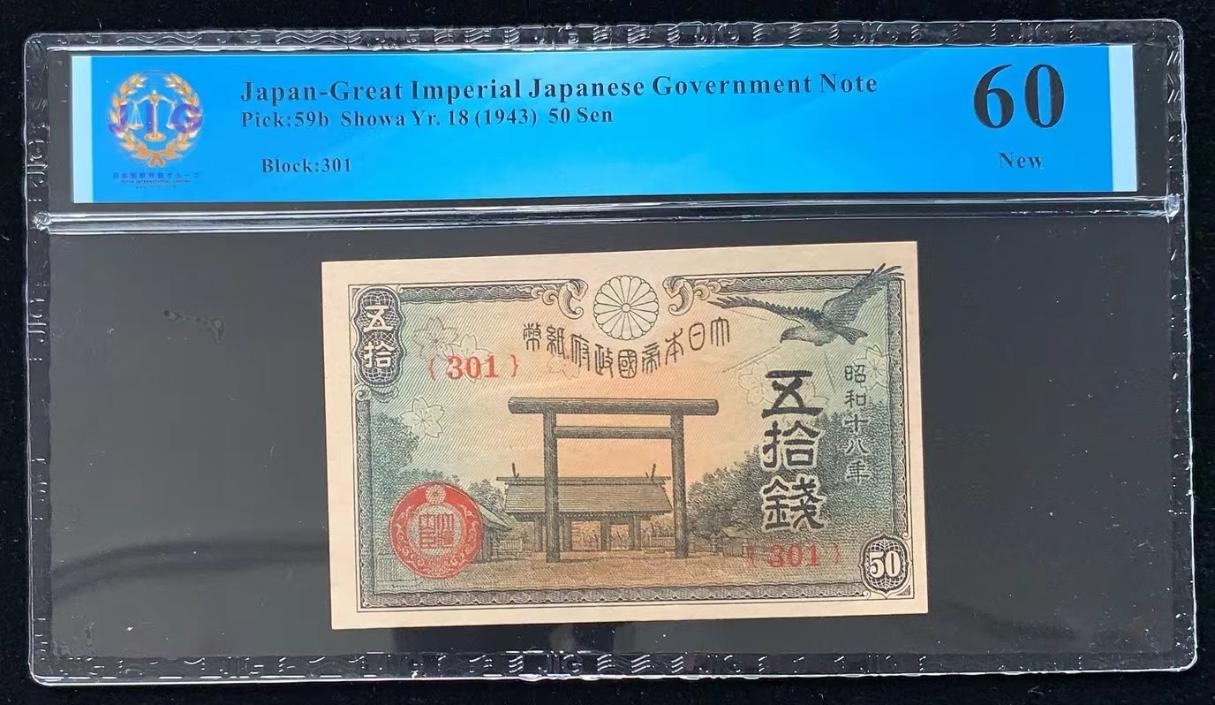 Japan-Great Imperial Japanese Government Note
Pick:59b Showa Yr. 18 (1943) 50 Sen
Block:301
60
New
JIG
大日本帝國政府紙幣
五拾
{301}
昭和十八年
五拾錢
{301}
50